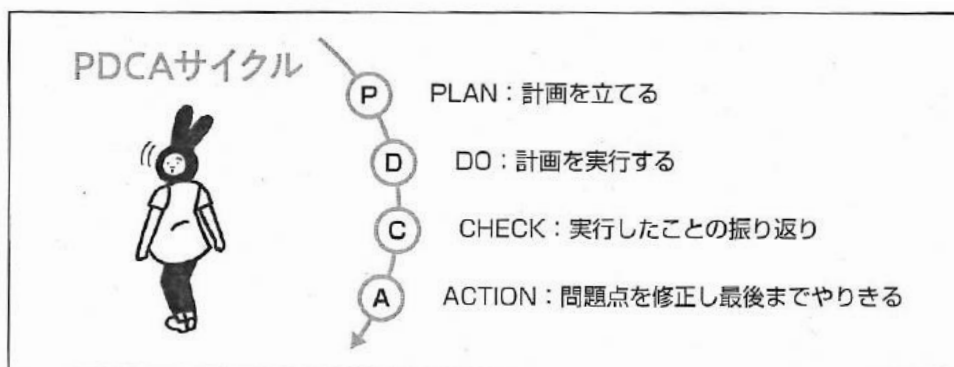 PDCAサイクル
P PLAN：計画を立てる
D DO：計画を実行する
C CHECK：実行したことの振り返り
A ACTION：問題点を修正し最後までやりきる